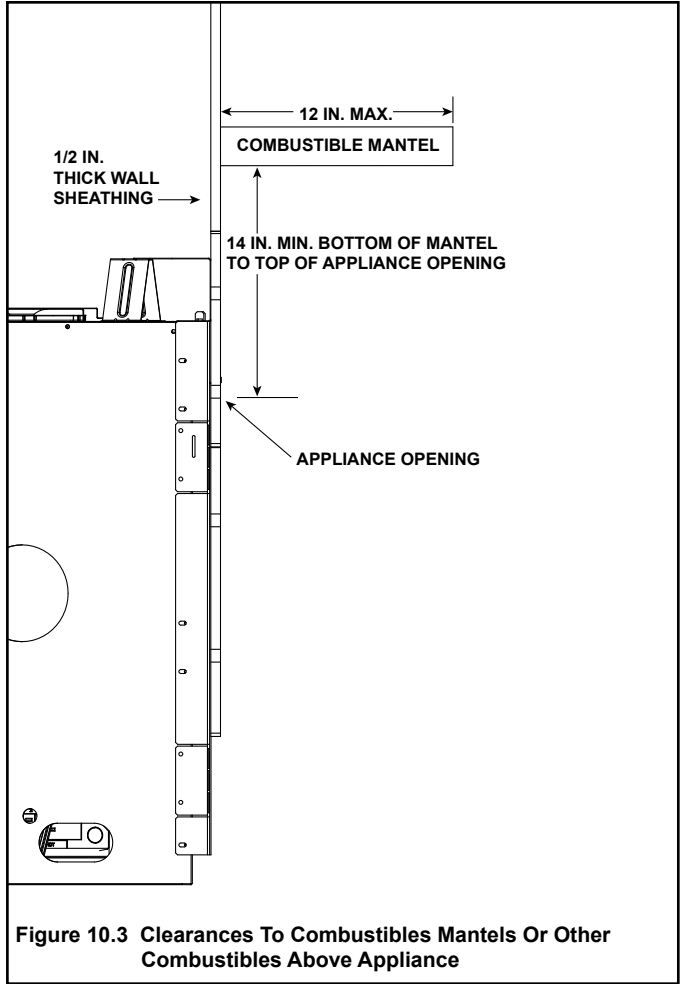 12 IN. MAX.
COMBUSTIBLE MANTEL
1/2 IN.
THICK WALL
SHEATHING
14 IN. MIN. BOTTOM OF MANTEL
TO TOP OF APPLIANCE OPENING
APPLIANCE OPENING
Figure 10.3 Clearances To Combustibles Mantels Or Other
Combustibles Above Appliance